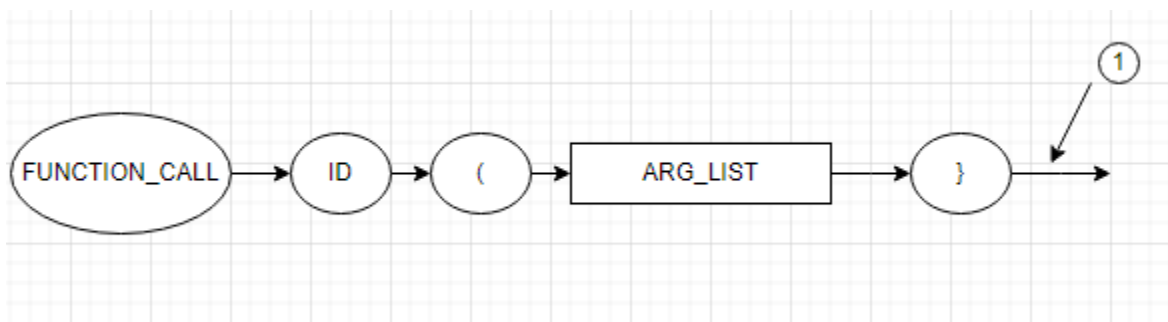 1
FUNCTION_CALL
ID
(
ARG_LIST
}